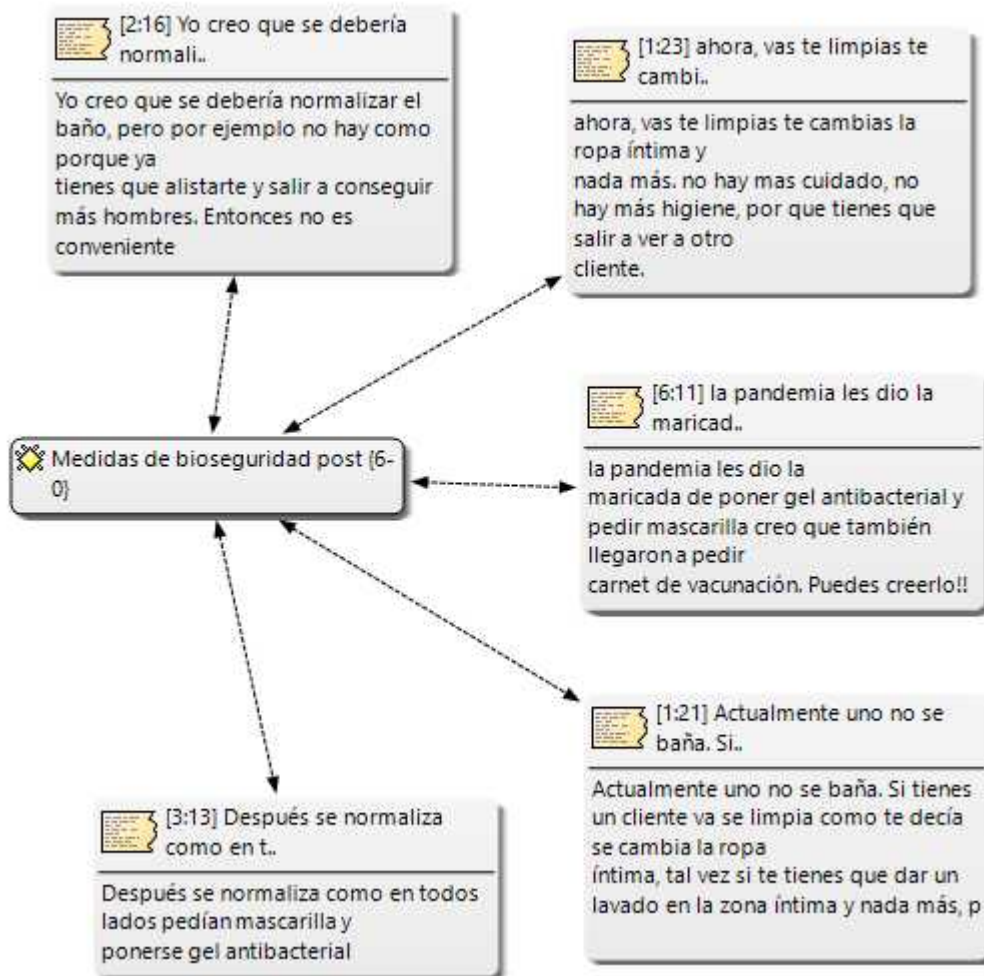 [2:16] Yo creo que se debería
normali..
Yo creo que se debería normalizar el
baño, pero por ejemplo no hay como
porque ya
tienes que alistarte y salir a conseguir
más hombres. Entonces no es
conveniente
[1:23] ahora, vas te limpias te
cambi..
ahora, vas te limpias te cambias la
ropa íntima y
nada más. no hay mas cuidado, no
hay más higiene, por que tienes que
salir a ver a otro
cliente.
[6:11] la pandemia les dio la
maricad..
la pandemia les dio la
maricada de poner gel antibacterial y
pedir mascarilla creo que también
llegaron a pedir
carnet de vacunación. Puedes creerlo!!
Medidas de bioseguridad post {6-
0}
[1:21] Actualmente uno no se
baña. Si..
Actualmente uno no se baña. Si tienes
un cliente va se limpia como te decía
se cambia la ropa
íntima, tal vez si te tienes que dar un
lavado en la zona íntima y nada más, p
[3:13] Después se normaliza
como en t..
Después se normaliza como en todos
lados pedían mascarilla y
ponerse gel antibacterial